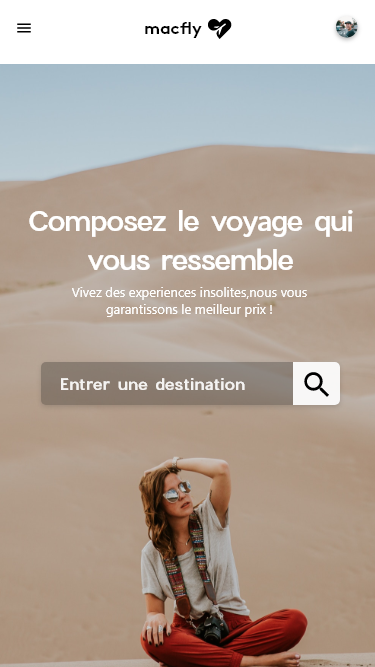 macfly
Composez le voyage qui
vous ressemble
Vivez des experiences insolites,nous vous
garantissons le meilleur prix !
Entrer une destination